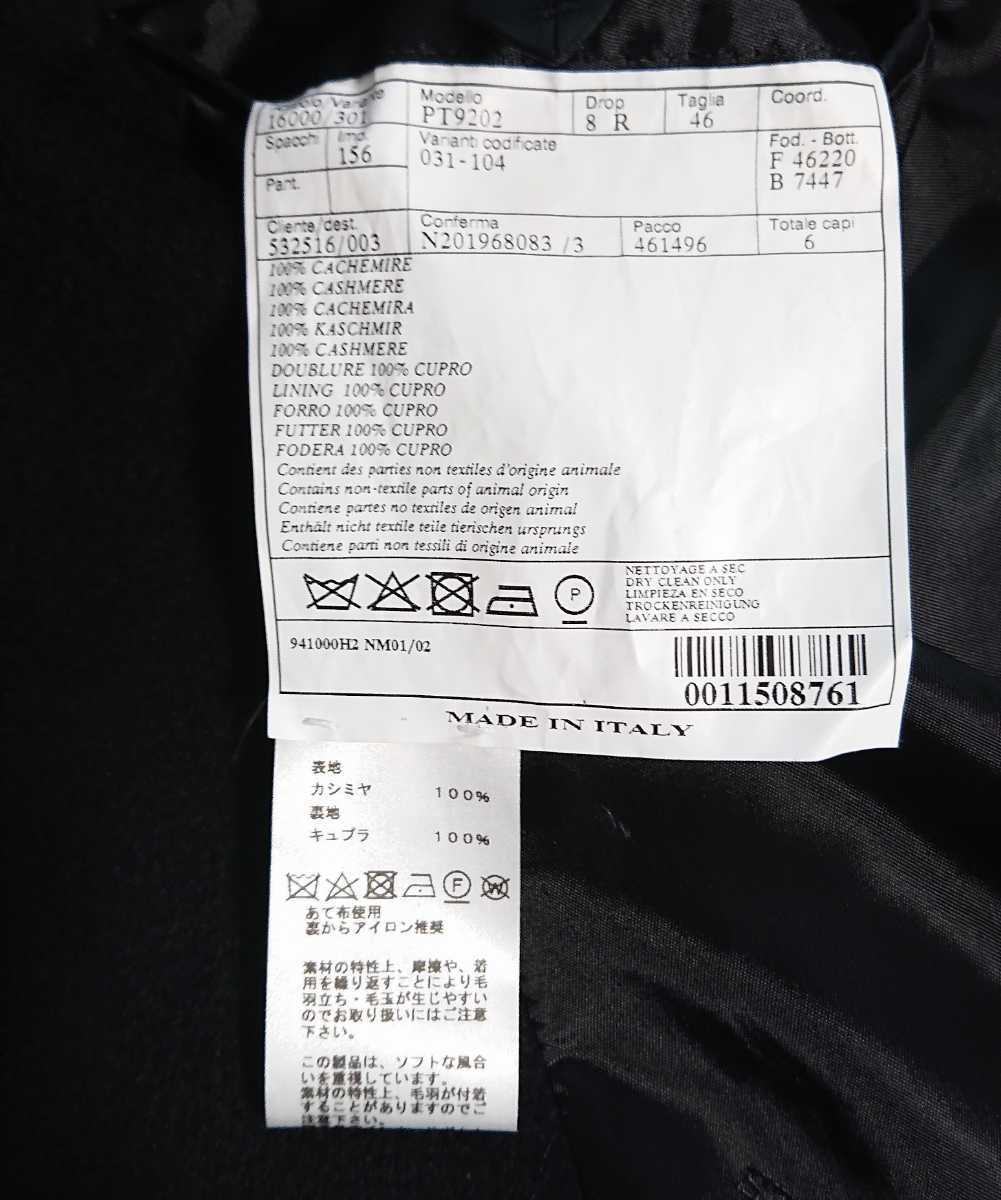 Modello
Drop
Taglia
Coord.
16000/301
PT9202
8 R
46
Spacchi
Imp.
156
Varianti codificate
031-104
Fod. - Bott.
F 46220
B 7447
Pant.
Cliente/dest.
532516/003
Conferma
N201968083 /3
Pacco
461496
Totale capi
6
100% CACHEMIRE
100% CASHMERE
100% CACHEMIRA
100% KASCHMIR
100% CASHMERE
DOUBLURE 100% CUPRO
LINING 100% CUPRO
FORRO 100% CUPRO
FUTTER 100% CUPRO
FODERA 100% CUPRO
Contient des parties non textiles d'origine animale
Contains non-textile parts of animal origin
Contiene partes no textiles de origen animal
Enthält nicht textile teile tierischen ursprungs
Contiene parti non tessili di origine animale
P
NETTOYAGE A SEC
DRY CLEAN ONLY
LIMPIEZA EN SECO
TROCKENREINIGUNG
LAVARE A SECCO
941000H2 NM01/02
0011508761
MADE IN ITALY
表地
カシミヤ 100%
裏地
キュプラ 100%
F W
あて布使用
裏からアイロン推奨
素材の特性上、摩擦や、着
用を繰り返すことにより毛
羽立ち・毛玉が生じやすい
のでお取り扱いにはご注意
下さい。
この製品は、ソフトな風合
いを重視しています。
素材の特性上、毛羽が付着
することがありますのでご
注意下さい。